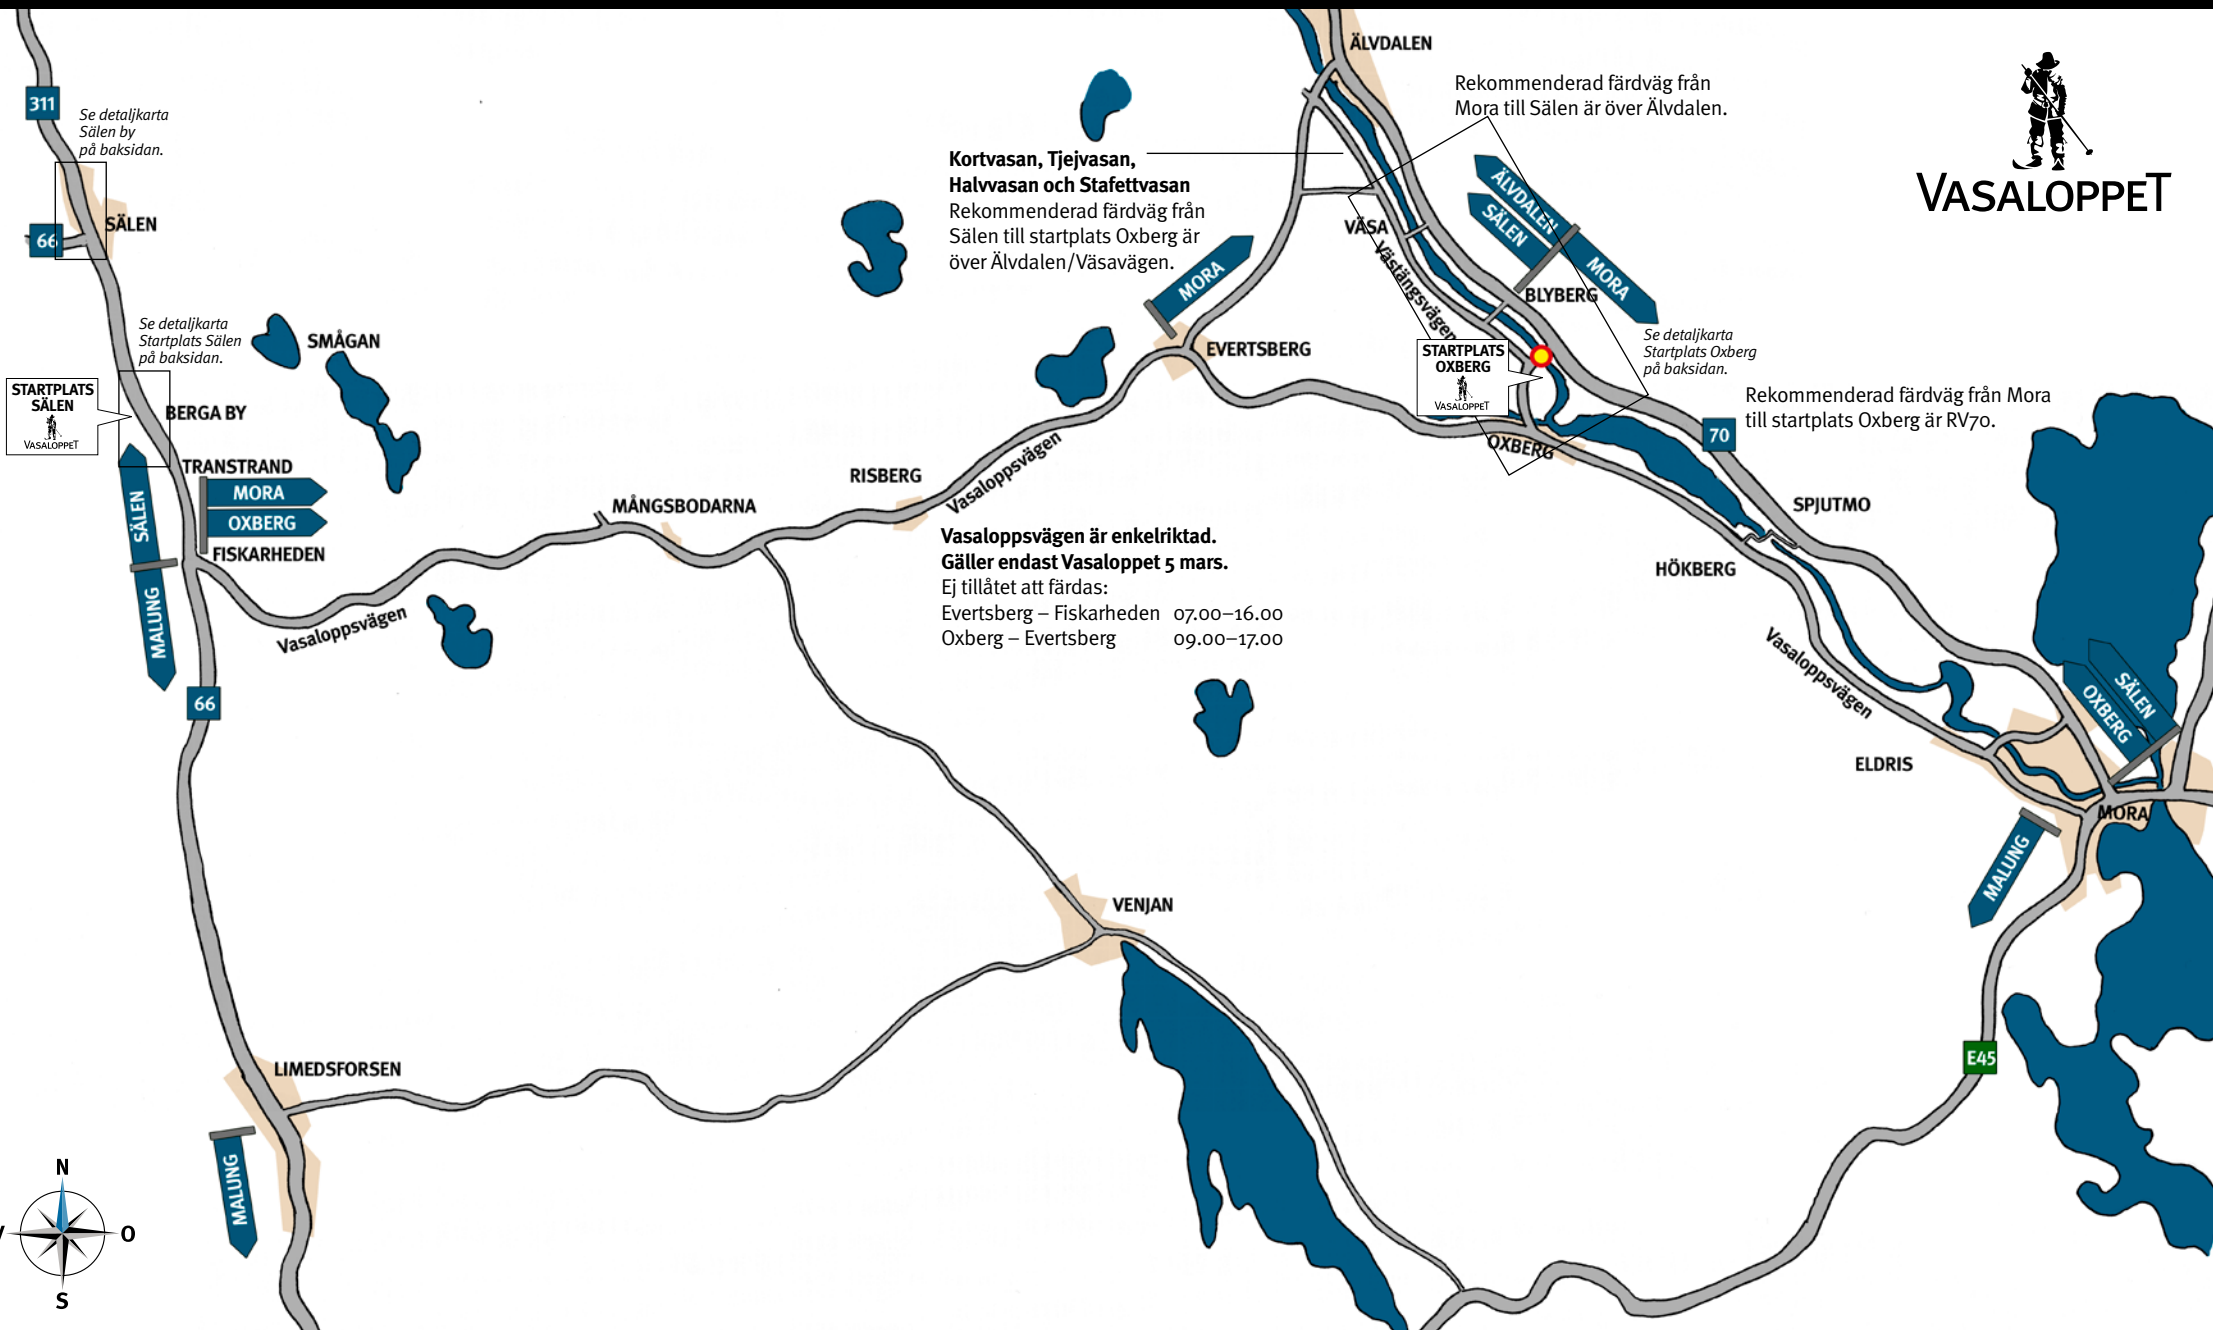 ÄLVDALEN
Rekommenderad färdväg från
Mora till Sälen är över Älvdalen.
VASALOPPET
311
Se detaljkarta
Sälen by
på baksidan.
66
SÄLEN
Kortvasan, Tjejvasan,
Halvvasan och Stafettvasan
Rekommenderad färdväg från
Sälen till startplats Oxberg är
över Älvdalen/Väsavägen.
MORA
VÄSA
Västängsvägen
ÄLVDALEN
SÄLEN
MORA
BLYBERG
Se detaljkarta
Startplats Oxberg
på baksidan.
Se detaljkarta
Startplats Sälen
på baksidan.
SMÅGAN
EVERTSBERG
STARTPLATS
OXBERG
VASALOPPET
STARTPLATS
SÄLEN
VASALOPPET
BERGA BY
Rekommenderad färdväg från Mora
till startplats Oxberg är RV70.
70
OXBERG
TRANSTRAND
MORA
OXBERG
SÄLEN
MALUNG
FISKARHEDEN
RISBERG
MÅNGSBODARNA
Vasaloppsvägen
SPJUTMO
HÖKBERG
Vasaloppsvägen är enkelriktad.
Gäller endast Vasaloppet 5 mars.
Ej tillåtet att färdas:
Evertsberg – Fiskarheden 07.00–16.00
Oxberg – Evertsberg 09.00–17.00
Vasaloppsvägen
Vasaloppsvägen
66
SÄLEN
OXBERG
ELDRIS
MORA
MALUNG
VENJAN
E45
LIMEDSFORSEN
MALUNG
N
O
S